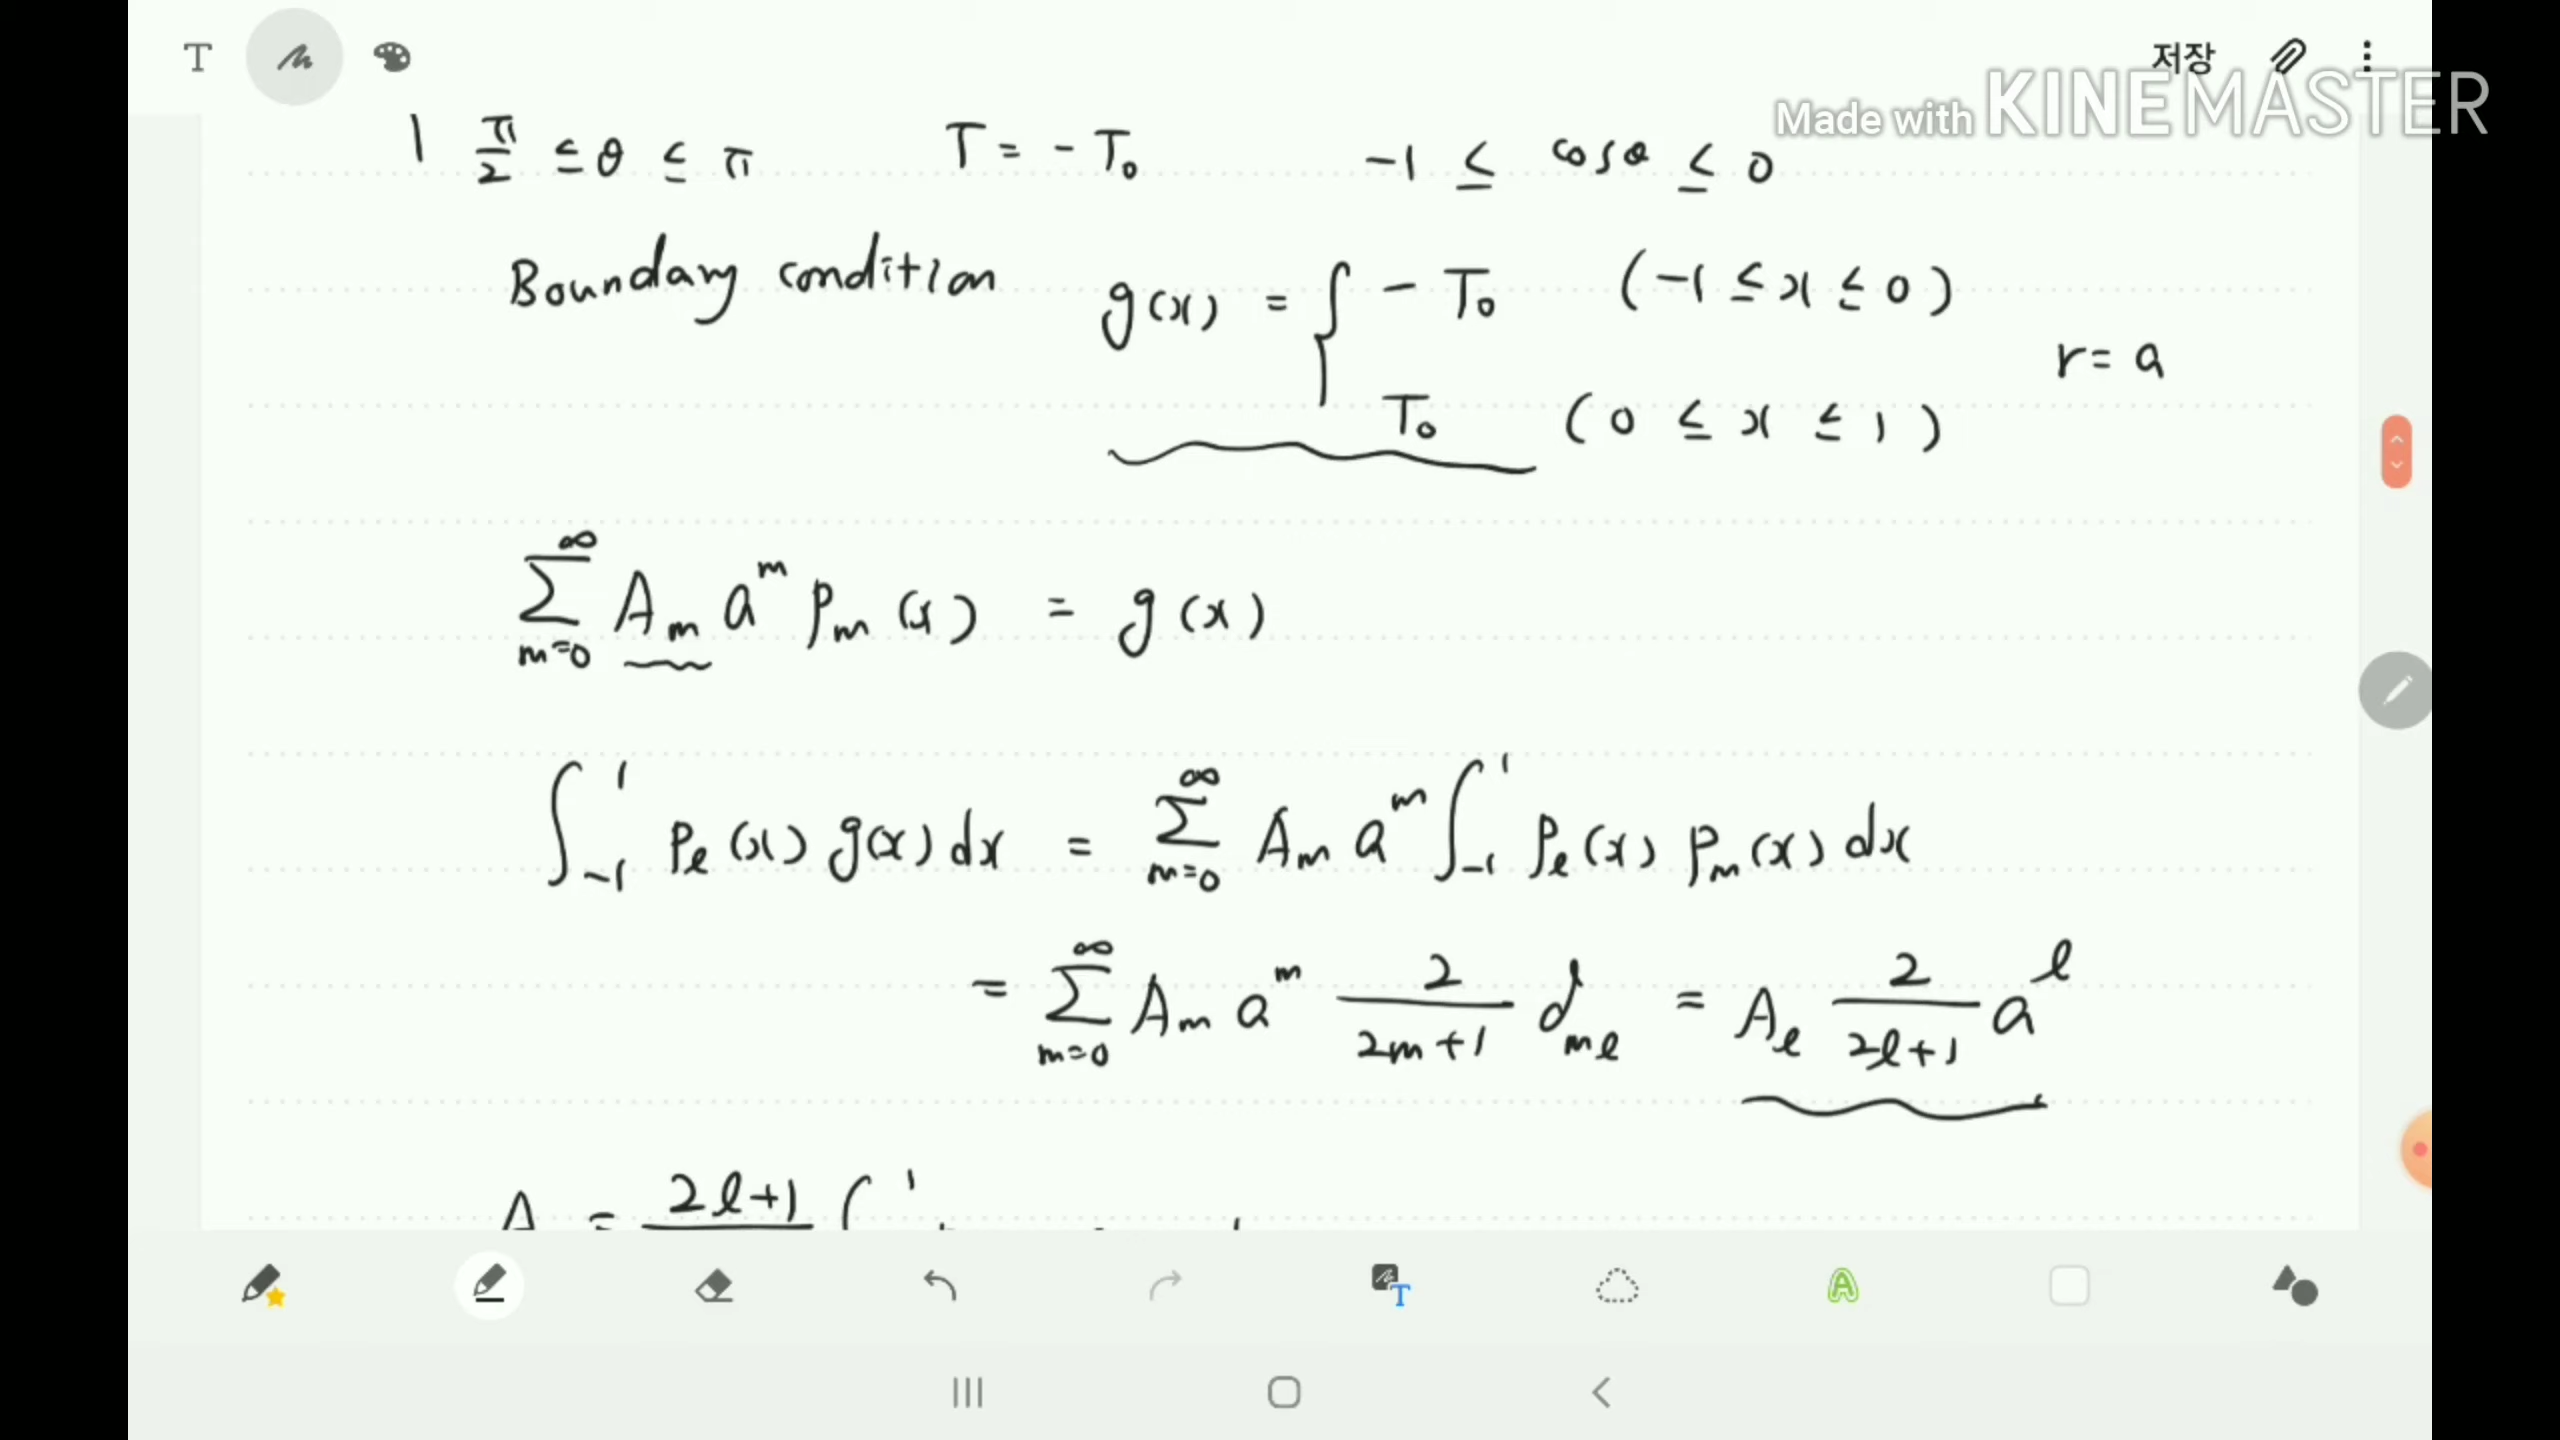 T 저장
Made with KINEMASTER
π/2 ≤ θ ≤ π T = - T₀ -1 ≤ cosθ ≤ 0
Boundary condition g(x) = { - T₀ (-1 ≤ x ≤ 0)
r = a
T₀ (0 ≤ x ≤ 1)
∑_{m=0}^{∞} A_m a^m P_m(x) = g(x)
∫_{-1}^{1} P_ℓ(x) g(x) dx = ∑_{m=0}^{∞} A_m a^m ∫_{-1}^{1} P_ℓ(x) P_m(x) dx
= ∑_{m=0}^{∞} A_m a^m 2/(2m+1) δ_{mℓ} = A_ℓ 2/(2ℓ+1) a^ℓ
A = 2ℓ+1 ∫ 1